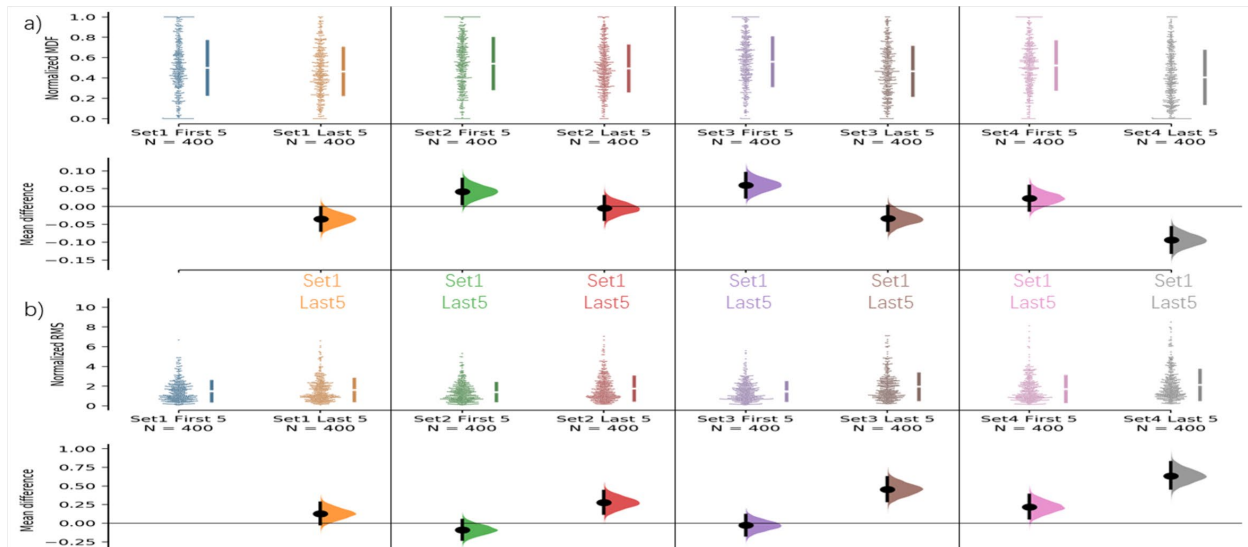 a)
Normalized MDF
1.0
0.8
0.6
0.4
0.2
0.0
Set1 First 5
N = 400
Set1 Last 5
N = 400
Set2 First 5
N = 400
Set2 Last 5
N = 400
Set3 First 5
N = 400
Set3 Last 5
N = 400
Set4 First 5
N = 400
Set4 Last 5
N = 400
Mean difference
0.10
0.05
0.00
−0.05
−0.10
−0.15
Set1
Last5
Set1
Last5
Set1
Last5
Set1
Last5
Set1
Last5
Set1
Last5
Set1
Last5
b)
Normalized RMS
10
8
6
4
2
0
Set1 First 5
N = 400
Set1 Last 5
N = 400
Set2 First 5
N = 400
Set2 Last 5
N = 400
Set3 First 5
N = 400
Set3 Last 5
N = 400
Set4 First 5
N = 400
Set4 Last 5
N = 400
Mean difference
1.00
0.75
0.50
0.25
0.00
−0.25